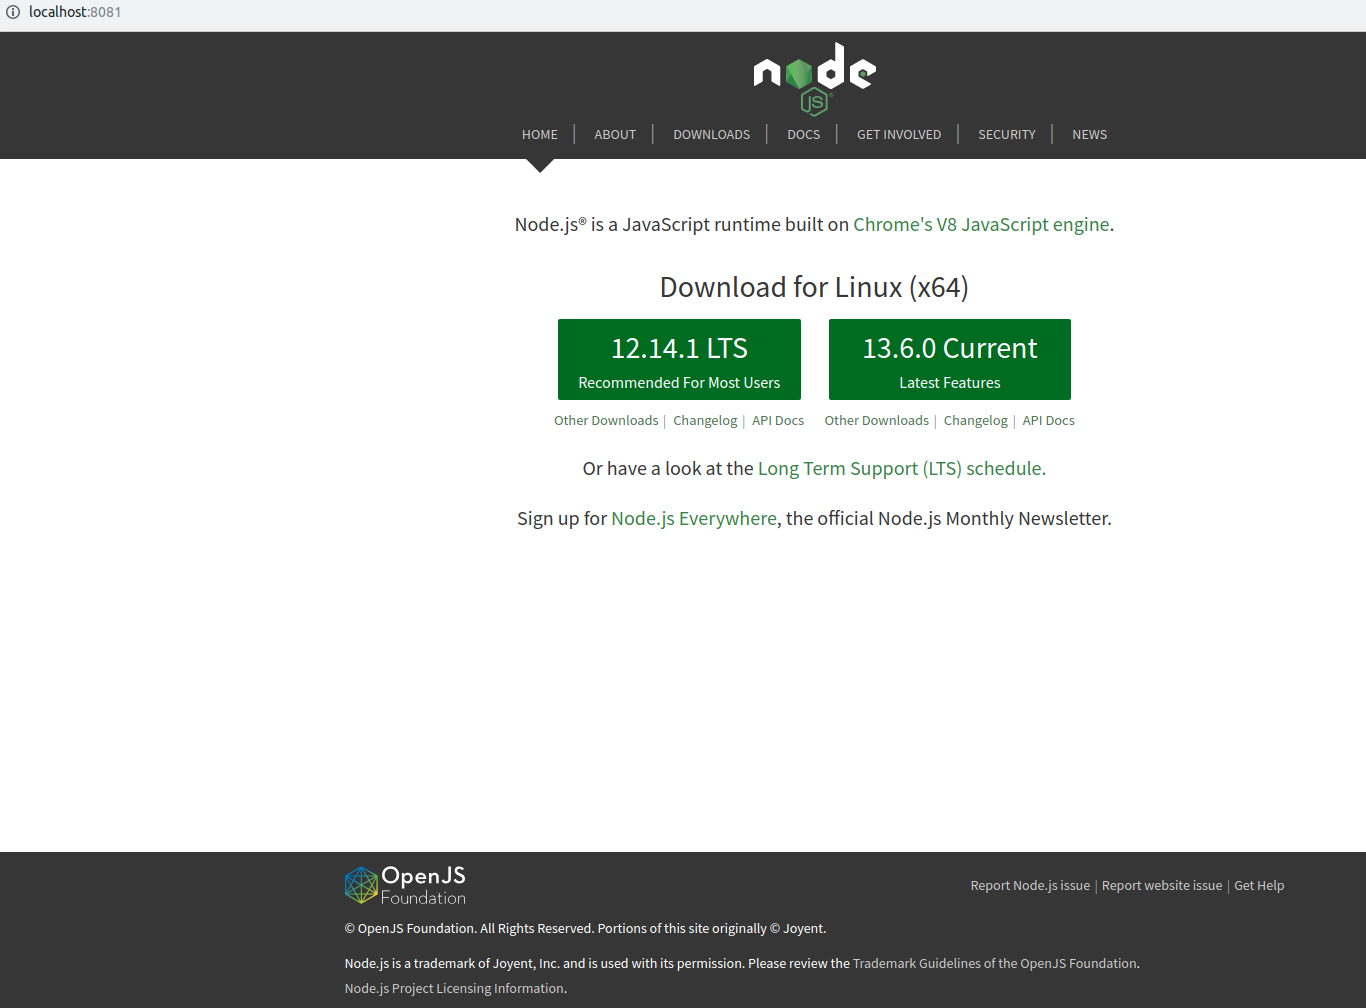 localhost:8081
node
JS
HOME | ABOUT | DOWNLOADS | DOCS | GET INVOLVED | SECURITY | NEWS
Node.js® is a JavaScript runtime built on Chrome's V8 JavaScript engine.
Download for Linux (x64)
12.14.1 LTS
Recommended For Most Users
13.6.0 Current
Latest Features
Other Downloads | Changelog | API Docs
Other Downloads | Changelog | API Docs
Or have a look at the Long Term Support (LTS) schedule.
Sign up for Node.js Everywhere, the official Node.js Monthly Newsletter.
OpenJS
Foundation
Report Node.js issue | Report website issue | Get Help
© OpenJS Foundation. All Rights Reserved. Portions of this site originally © Joyent.
Node.js is a trademark of Joyent, Inc. and is used with its permission. Please review the Trademark Guidelines of the OpenJS Foundation.
Node.js Project Licensing Information.